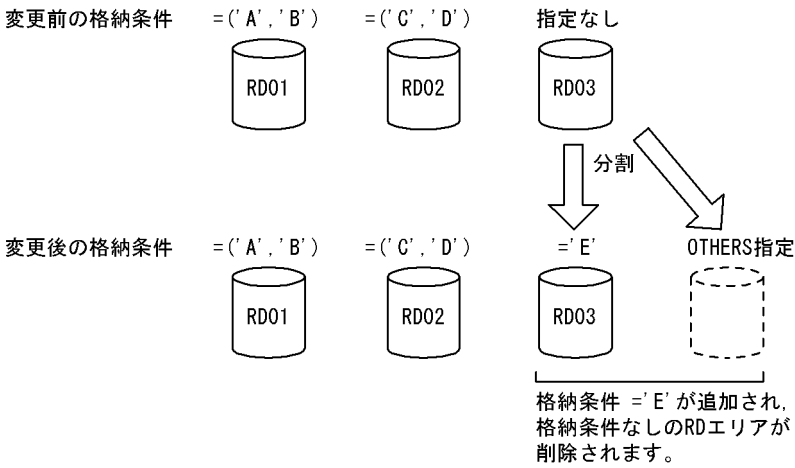 変更前の格納条件 =('A','B') =('C','D') 指定なし
RD01 RD02 RD03
分割
変更後の格納条件 =('A','B') =('C','D') ='E' OTHERS指定
RD01 RD02 RD03
格納条件 ='E'が追加され,
格納条件なしのRDエリアが
削除されます。